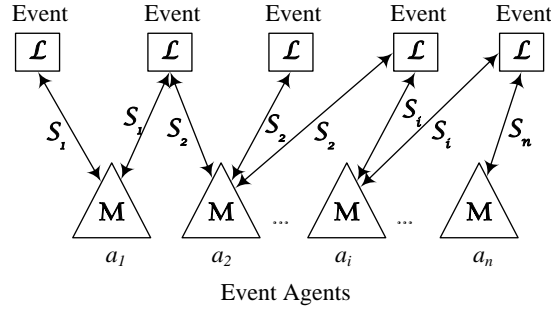 Event Event Event Event Event
ℒ ℒ ℒ ℒ ℒ
S₁ S₁ S₂ S₂ S₂ Sᵢ Sᵢ Sₙ
M M ... M ... M
a₁ a₂ aᵢ aₙ
Event Agents